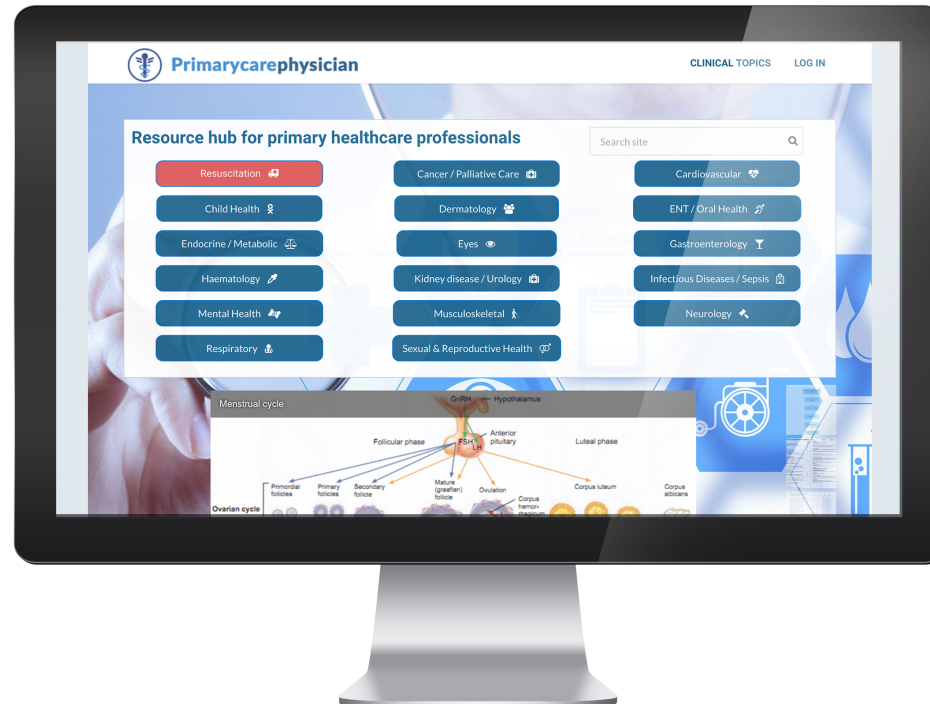 Primarycarephysician
CLINICAL TOPICS LOG IN
Resource hub for primary healthcare professionals
Search site
Resuscitation
Cancer / Palliative Care
Cardiovascular
Child Health
Dermatology
ENT / Oral Health
Endocrine / Metabolic
Eyes
Gastroenterology
Haematology
Kidney disease / Urology
Infectious Diseases / Sepsis
Mental Health
Musculoskeletal
Neurology
Respiratory
Sexual & Reproductive Health
Menstrual cycle
GnRH
Hypothalamus
Follicular phase
FSH
LH
Anterior
pituitary
Luteal phase
Primordial
follicles
Primary
follicles
Secondary
follicle
Mature
(graafian)
follicle
Ovulation
Corpus
hemor-
rhagicum
Corpus luteum
Corpus
albicans
Ovarian cycle